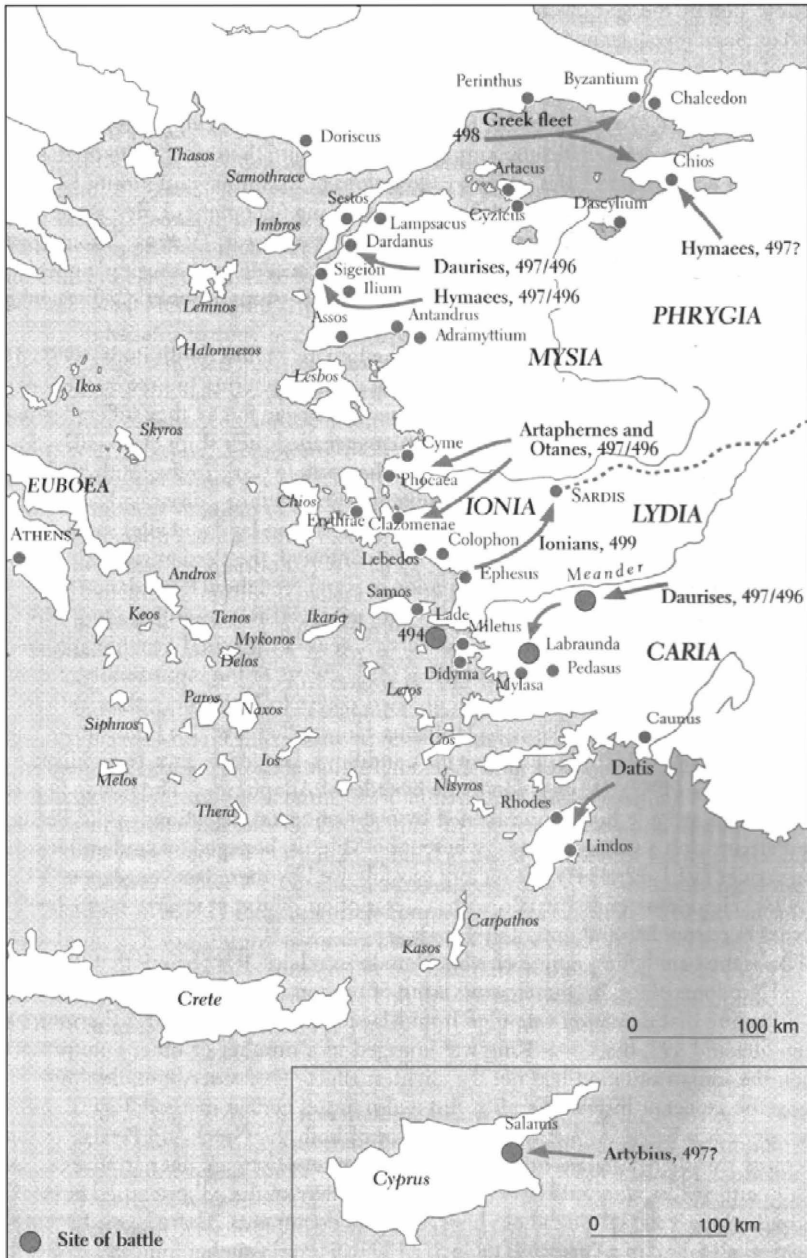 Perinthus
Byzantium
Chalcedon
Greek fleet
498
Doriscus
Thasos
Samothrace
Artacus
Chios
Sestos
Lampsacus
Cyzicus
Dascylium
Imbros
Dardanus
Hymaees, 497?
Sigeion
Daurises, 497/496
Ilium
Hymaees, 497/496
Lemnos
PHRYGIA
Assos
Antandrus
Adramyttium
Halonnesos
MYSIA
Lesbos
Ikos
Skyros
Cyme
Artaphernes and
Otanes, 497/496
Phocaea
EUBOEA
Chios
IONIA
SARDIS
LYDIA
Erythrae
Clazomenae
ATHENS
Colophon
Ionians, 499
Lebedos
Ephesus
Meander
Andros
Samos
Daurises, 497/496
Keos
Tenos
Ikaria
Lade
494
Miletus
Mykonos
Labraunda
Delos
Didyma
Pedasus
CARIA
Mylasa
Leros
Paros
Naxos
Siphnos
Caunus
Cos
Ios
Melos
Datis
Nisyros
Thera
Rhodes
Lindos
Carpathos
Kasos
Crete
0 100 km
Salamis
Artybius, 497?
Cyprus
0 100 km
Site of battle